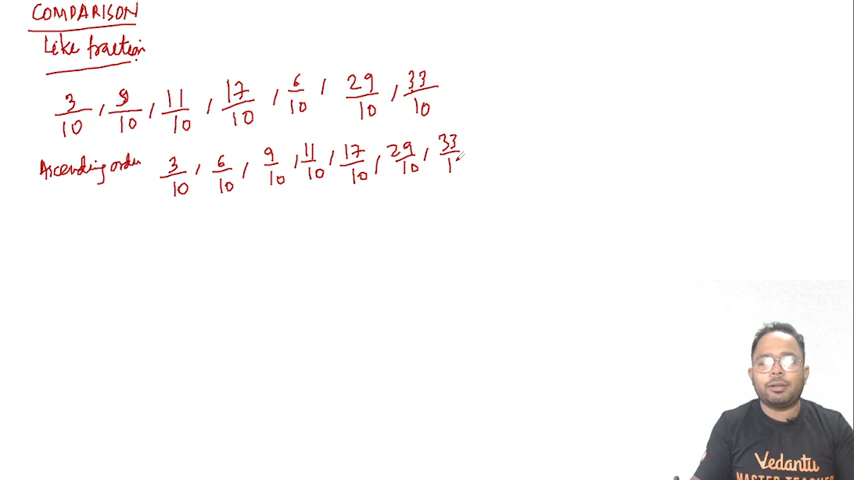 COMPARISON
Like fraction
3/10, 9/10, 11/10, 17/10, 6/10, 29/10, 33/10
Ascending order 3/10, 6/10, 9/10, 11/10, 17/10, 29/10, 33/1
Vedantu
MASTER TEACHER